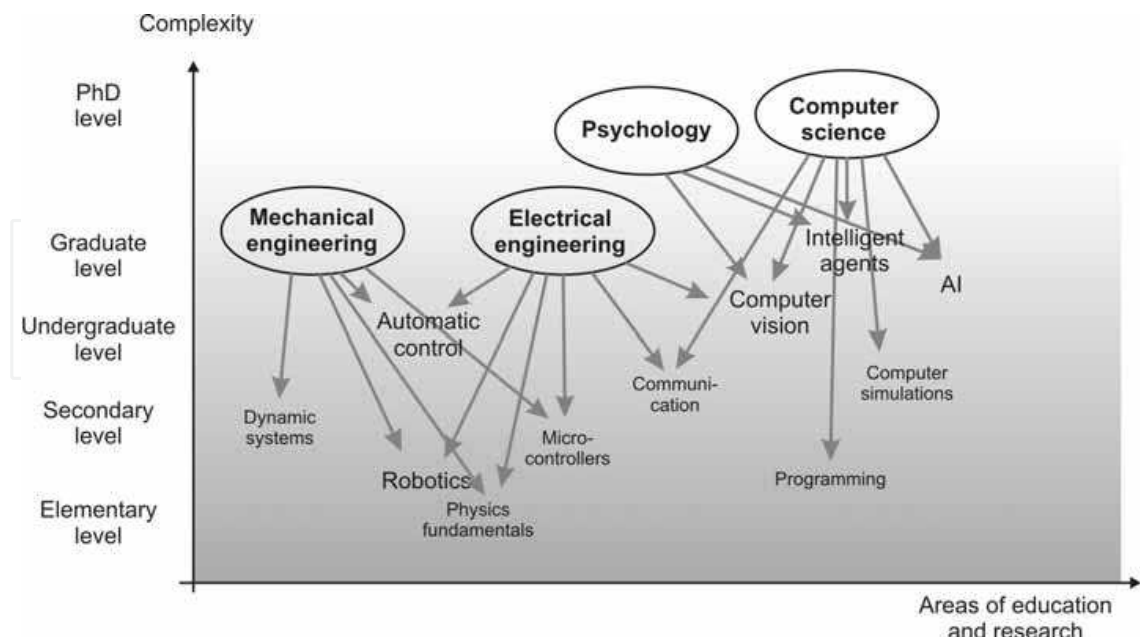 Complexity
PhD
level
Graduate
level
Undergraduate
level
Secondary
level
Elementary
level
Psychology
Computer
science
Mechanical
engineering
Electrical
engineering
Intelligent
agents
AI
Computer
vision
Automatic
control
Communi-
cation
Computer
simulations
Dynamic
systems
Micro-
controllers
Robotics
Programming
Physics
fundamentals
Areas of education
and research